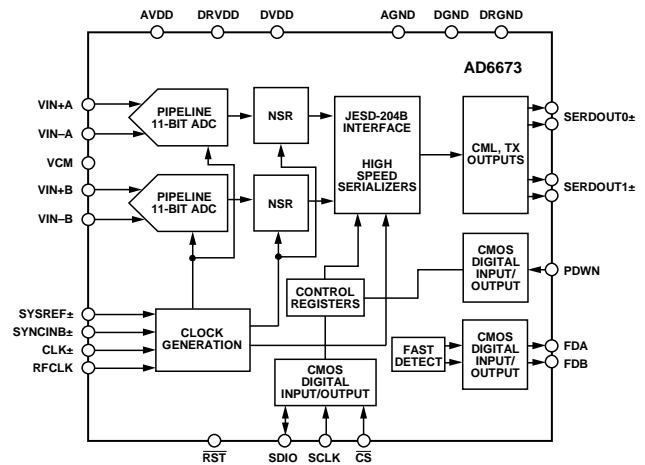 AVDD DRVDD DVDD AGND DGND DRGND
AD6673
VIN+A
VIN–A
VCM
VIN+B
VIN–B
PIPELINE
11-BIT ADC
NSR
PIPELINE
11-BIT ADC
NSR
JESD-204B
INTERFACE
HIGH
SPEED
SERIALIZERS
CML, TX
OUTPUTS
SERDOUT0±
SERDOUT1±
CONTROL
REGISTERS
CMOS
DIGITAL
INPUT/
OUTPUT
PDWN
SYSREF±
SYNCINB±
CLK±
RFCLK
CLOCK
GENERATION
CMOS
DIGITAL
INPUT/OUTPUT
FAST
DETECT
CMOS
DIGITAL
INPUT/
OUTPUT
FDA
FDB
RST SDIO SCLK CS